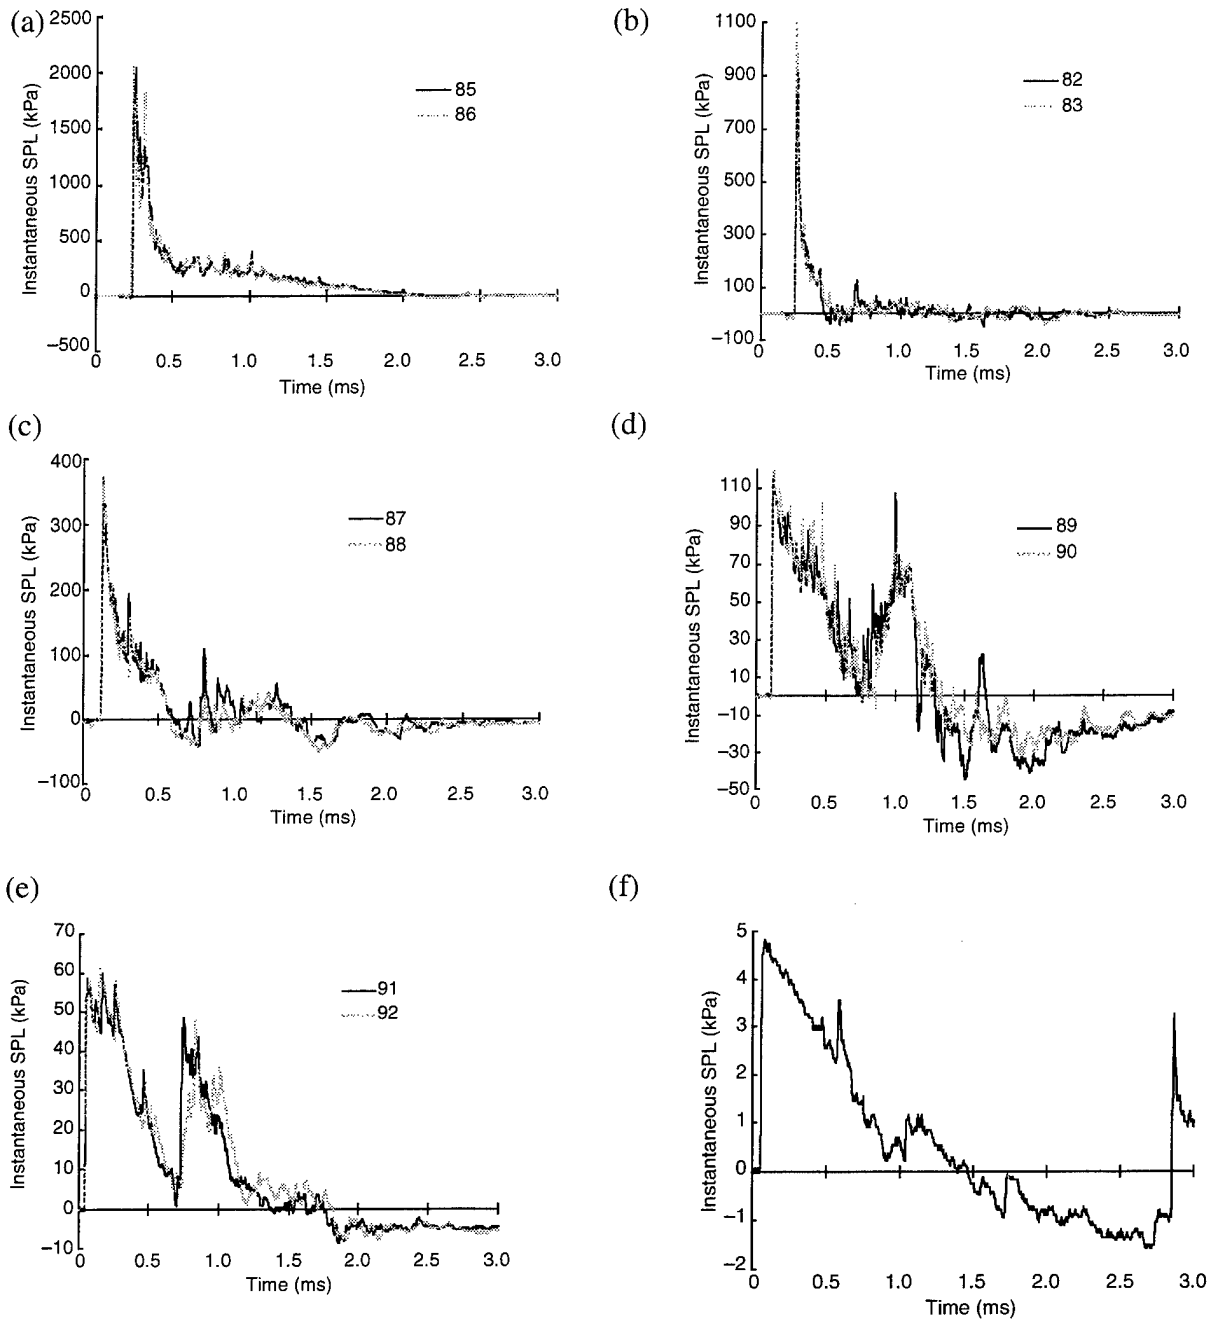 (a)
2500
2000
1500
1000
500
0
–500
Instantaneous SPL (kPa)
85
86
0 0.5 1.0 1.5 2.0 2.5 3.0
Time (ms)
(b)
1100
900
700
500
300
100
–100
Instantaneous SPL (kPa)
82
83
0 0.5 1.0 1.5 2.0 2.5 3.0
Time (ms)
(c)
400
300
200
100
0
–100
Instantaneous SPL (kPa)
87
88
0 0.5 1.0 1.5 2.0 2.5 3.0
Time (ms)
(d)
110
90
70
50
30
10
–10
–30
–50
Instantaneous SPL (kPa)
89
90
0 0.5 1.0 1.5 2.0 2.5 3.0
Time (ms)
(e)
70
60
50
40
30
20
10
0
–10
Instantaneous SPL (kPa)
91
92
0 0.5 1.0 1.5 2.0 2.5 3.0
Time (ms)
(f)
5
4
3
2
1
0
–1
–2
Instantaneous SPL (kPa)
0 0.5 1.0 1.5 2.0 2.5 3.0
Time (ms)